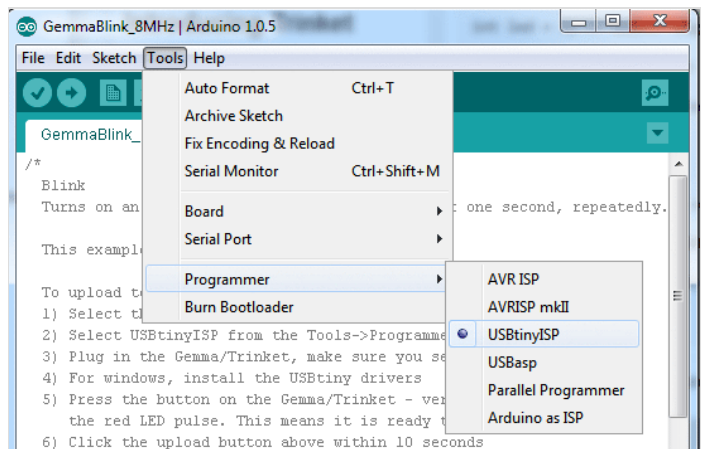 GemmaBlink_8MHz | Arduino 1.0.5
File Edit Sketch Tools Help
Auto Format Ctrl+T
Archive Sketch
Fix Encoding & Reload
Serial Monitor Ctrl+Shift+M
Board
Serial Port
Programmer
Burn Bootloader
AVR ISP
AVRISP mkII
USBtinyISP
USBasp
Parallel Programmer
Arduino as ISP
GemmaBlink_
/*
Blink
Turns on an one second, repeatedly.
This exampl
To upload t
1) Select t
2) Select USBtinyISP from the Tools->Programme
3) Plug in the Gemma/Trinket, make sure you se
4) For windows, install the USBtiny drivers
5) Press the button on the Gemma/Trinket - ver
the red LED pulse. This means it is ready t
6) Click the upload button above within 10 seconds